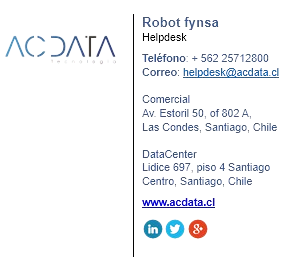 ACDATA
Tecnología
Robot fynsa
Helpdesk
Teléfono: + 562 25712800
Correo: helpdesk@acdata.cl
Comercial
Av. Estoril 50, of 802 A,
Las Condes, Santiago, Chile
DataCenter
Lidice 697, piso 4 Santiago
Centro, Santiago, Chile
www.acdata.cl
in
g+